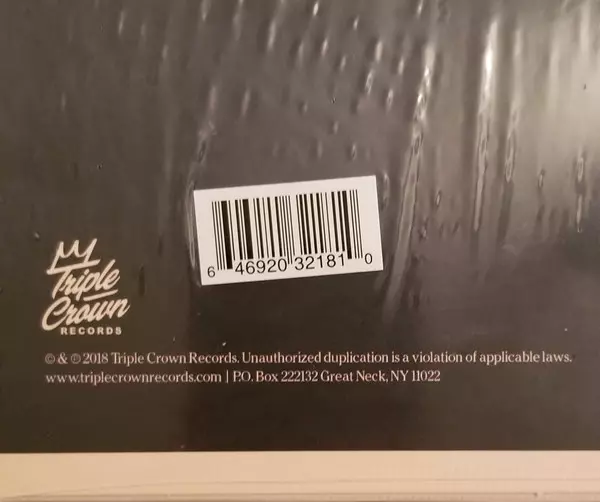 6 46920 32181 0
Triple
Crown
RECORDS
© & ℗ 2018 Triple Crown Records. Unauthorized duplication is a violation of applicable laws.
www.triplecrownrecords.com | P.O. Box 222132 Great Neck, NY 11022